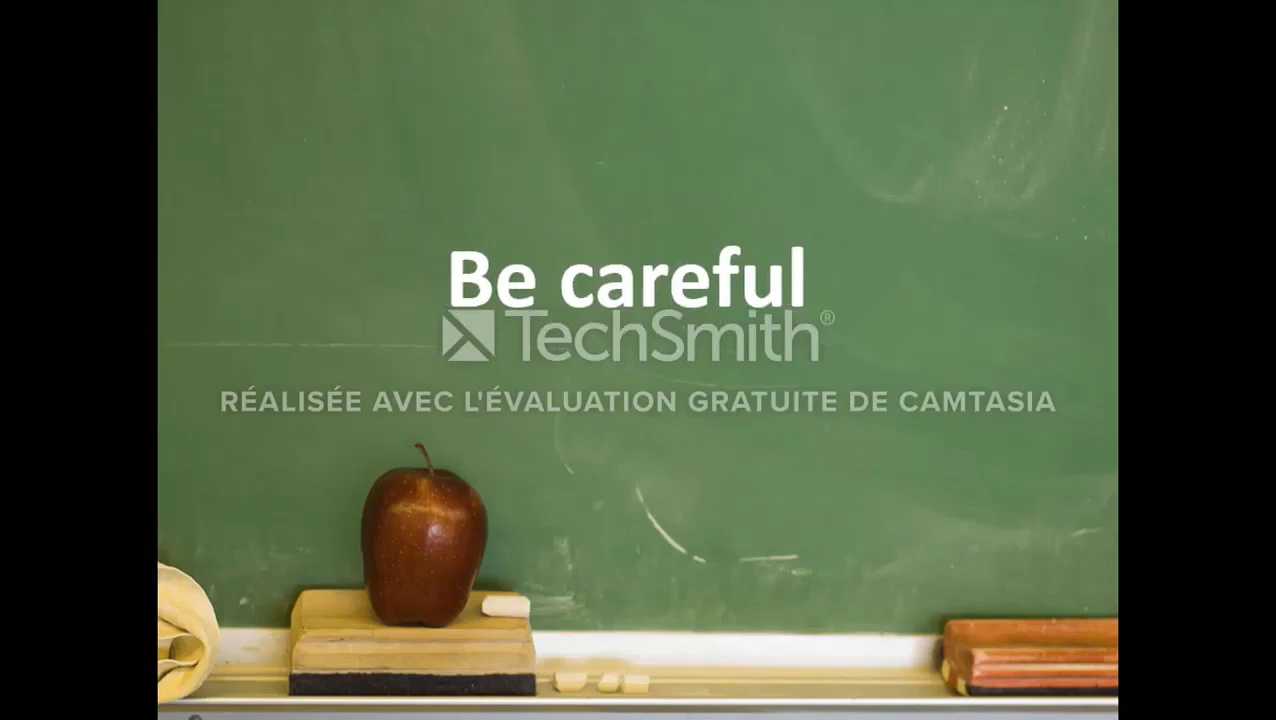 Be careful
TechSmith®
RÉALISÉE AVEC L'ÉVALUATION GRATUITE DE CAMTASIA